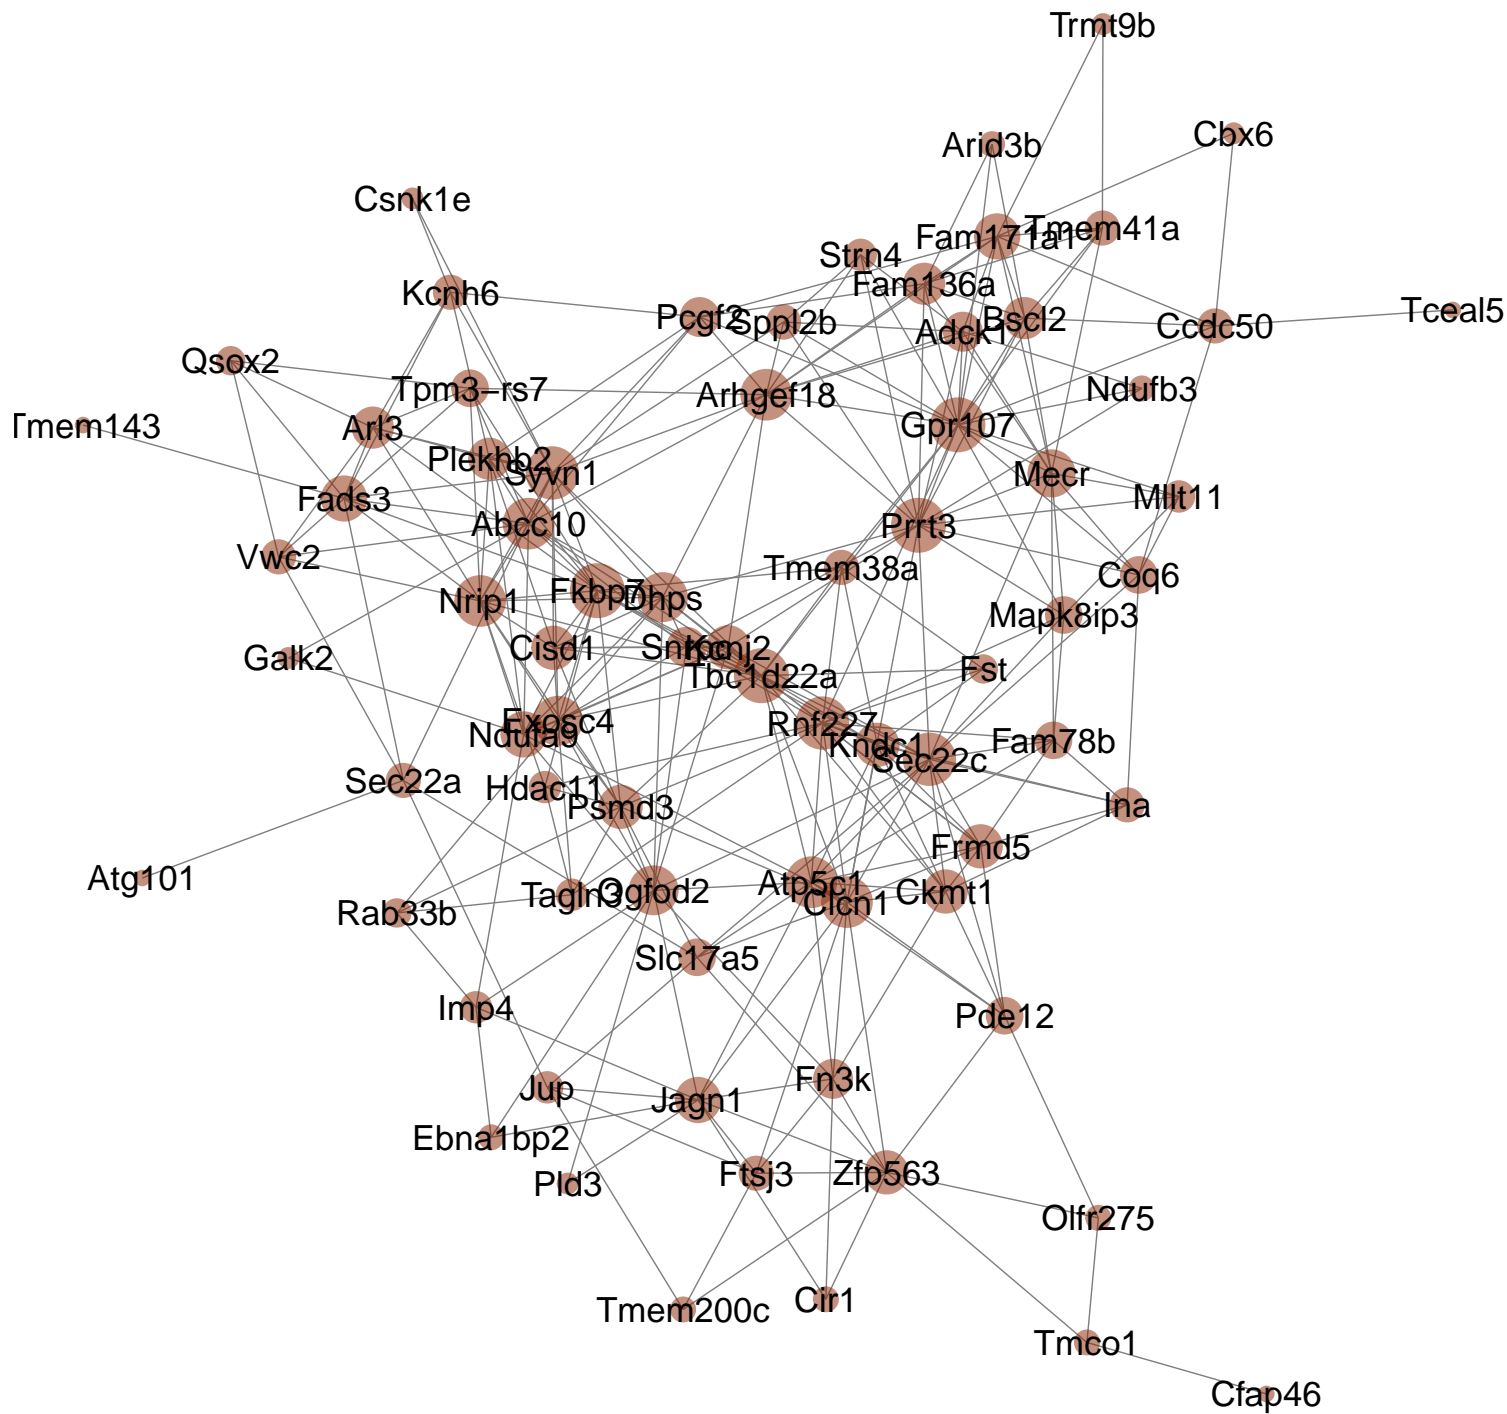 Trmt9b
Cbx6
Arid3b
Csnk1e
Fam171a1
Tmem41a
Strn4
Fam136a
Kcnh6
Pcgf2
Sppl2b
Adck1
Bscl2
Ccdc50
Tceal5
Qsox2
Tpm3−rs7
Arhgef18
Ndufb3
Tmem143
Arl3
Gpr107
Plekhb2
Syvn1
Mecr
Fads3
Mllt11
Abcc10
Prrt3
Vwc2
Tmem38a
Coq6
Nrip1
Fkbp7
Dhps
Mapk8ip3
Galk2
Cisd1
Kcnj2
Fst
Tbc1d22a
Exosc4
Ndufa9
Rnf227
Kndc1
Sec22c
Fam78b
Sec22a
Hdac11
Psmd3
Ina
Frmd5
Atg101
Rab33b
Tagln3
Ogfod2
Atp5c1
Clcn1
Ckmt1
Slc17a5
Imp4
Pde12
Jup
Jagn1
Fn3k
Ebna1bp2
Pld3
Ftsj3
Zfp563
Olfr275
Tmem200c
Cir1
Tmco1
Cfap46